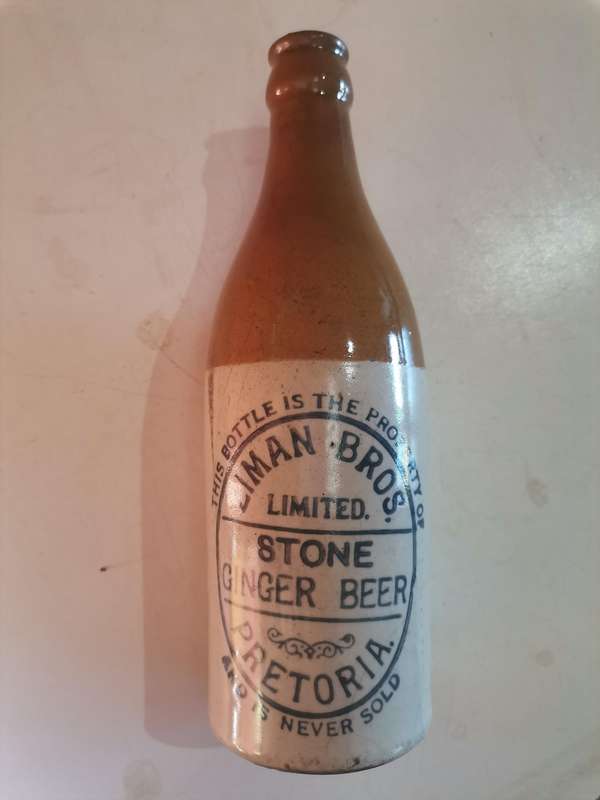 THIS BOTTLE IS THE PROPERTY OF
LIMAN BROS.
LIMITED.
STONE
GINGER BEER
PRETORIA.
AND IS NEVER SOLD